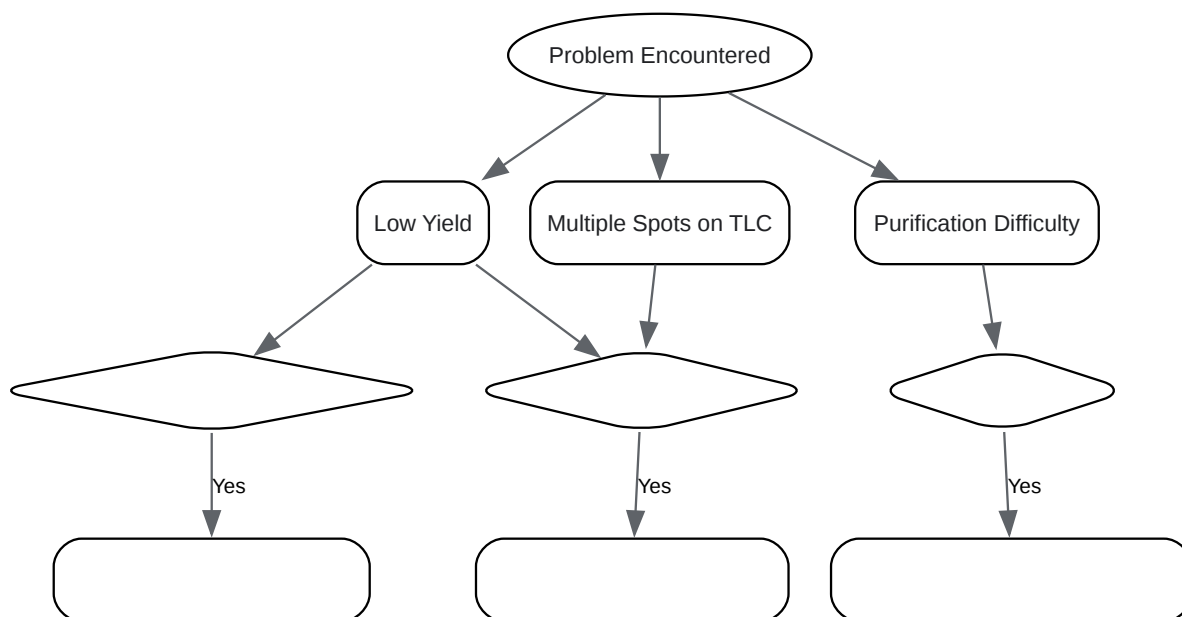 Problem Encountered
Low Yield
Multiple Spots on TLC
Purification Difficulty
Yes
Yes
Yes